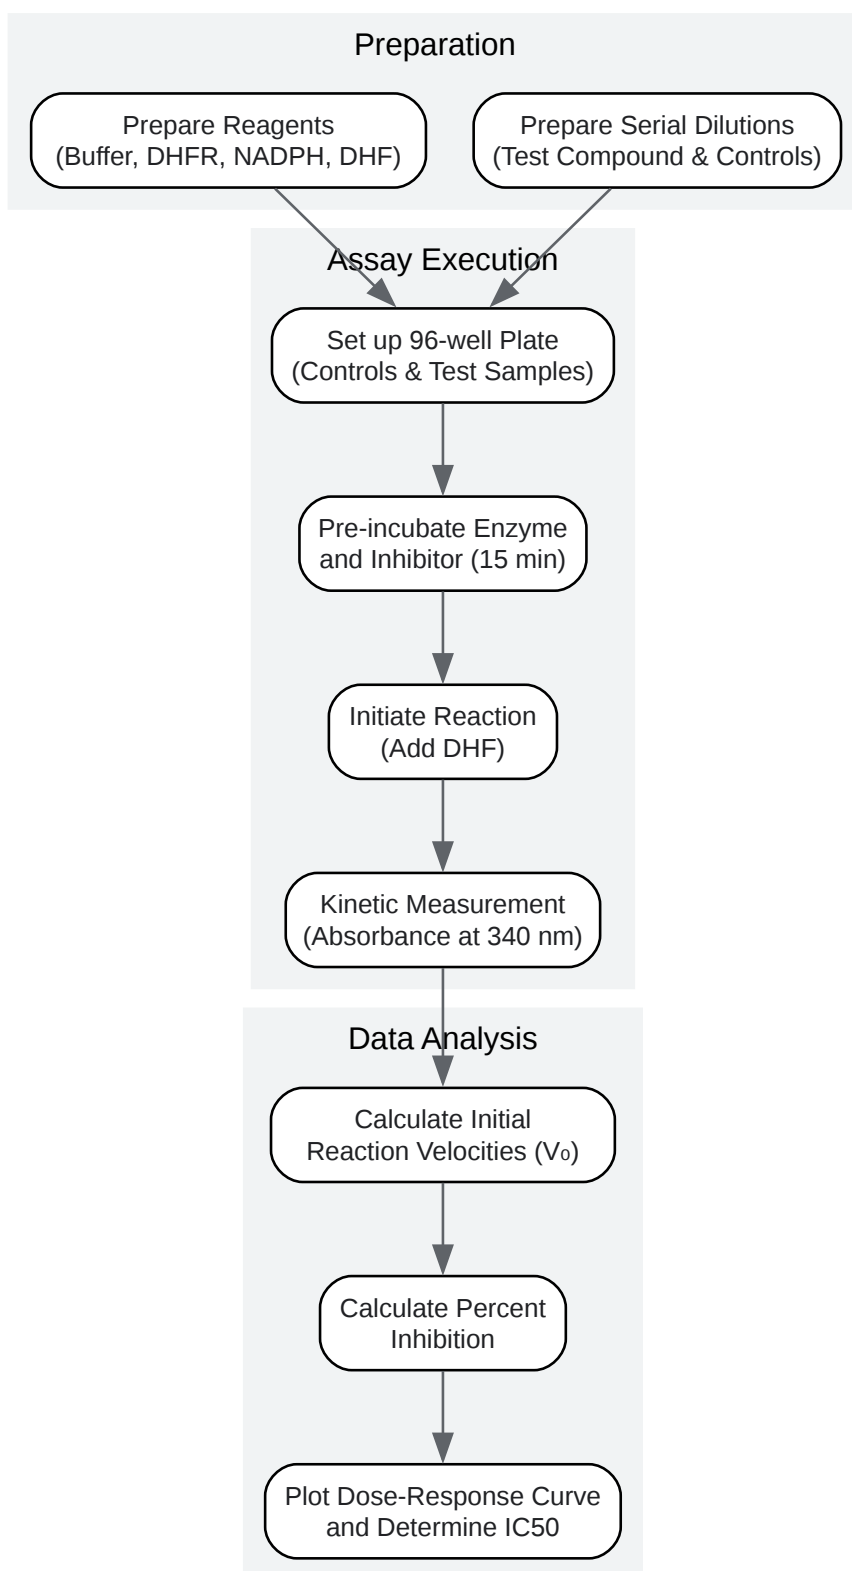 Preparation
Prepare Reagents
(Buffer, DHFR, NADPH, DHF)
Prepare Serial Dilutions
(Test Compound & Controls)
Assay Execution
Set up 96-well Plate
(Controls & Test Samples)
Pre-incubate Enzyme
and Inhibitor (15 min)
Initiate Reaction
(Add DHF)
Kinetic Measurement
(Absorbance at 340 nm)
Data Analysis
Calculate Initial
Reaction Velocities (V₀)
Calculate Percent
Inhibition
Plot Dose-Response Curve
and Determine IC50